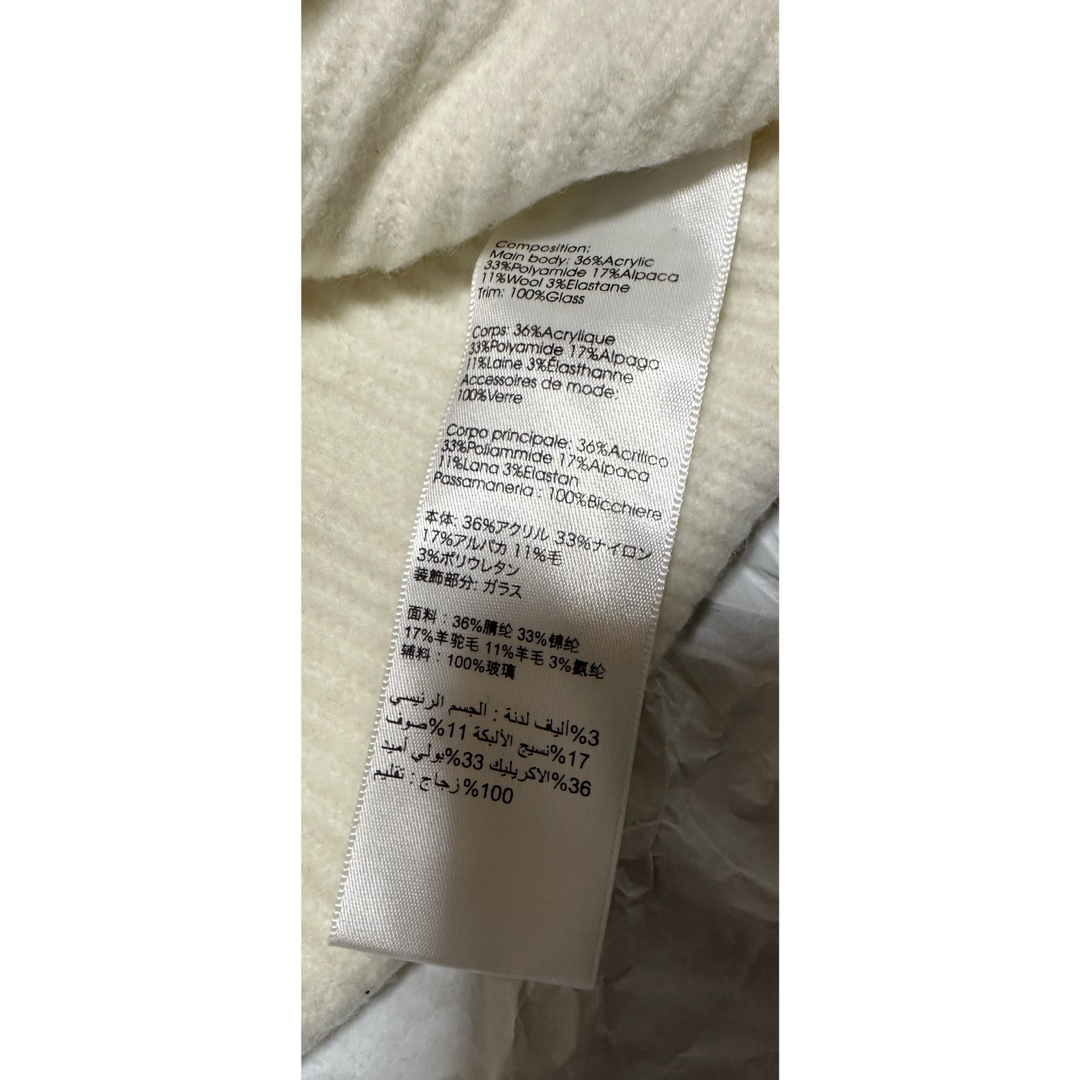 Composition:
Main body: 36%Acrylic
33%Polyamide 17%Alpaca
11%Wool 3%Elastane
Trim: 100%Glass
Corps: 36%Acrylique
33%Polyamide 17%Alpaga
11%Laine 3%Élasthanne
Accessoires de mode:
100%Verre
Corpo principale: 36%Acrilico
33%Poliammide 17%Alpaca
11%Lana 3%Elastan
Passamaneria : 100%Bicchiere
本体: 36%アクリル 33%ナイロン
17%アルパカ 11%毛
3%ポリウレタン
装飾部分: ガラス
面料 : 36%腈纶 33%锦纶
17%羊驼毛 11%羊毛 3%氨纶
辅料 : 100%玻璃
3%ألياف لدنة : الجسم الرئيسي
17%نسيج الألبكة 11%صوف
36%الاكريليك 33%بولي أميد
100%زجاج : تقليم